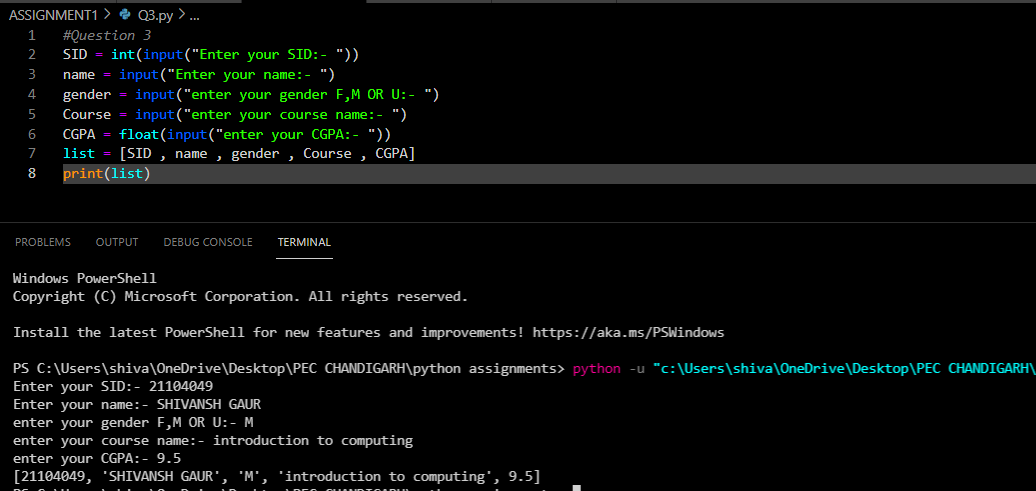 ASSIGNMENT1 > Q3.py > ...
1 #Question 3
2 SID = int(input("Enter your SID:- "))
3 name = input("Enter your name:- ")
4 gender = input("enter your gender F,M OR U:- ")
5 Course = input("enter your course name:- ")
6 CGPA = float(input("enter your CGPA:- "))
7 list = [SID , name , gender , Course , CGPA]
8 print(list)
PROBLEMS OUTPUT DEBUG CONSOLE TERMINAL
Windows PowerShell
Copyright (C) Microsoft Corporation. All rights reserved.
Install the latest PowerShell for new features and improvements! https://aka.ms/PSWindows
PS C:\Users\shiva\OneDrive\Desktop\PEC CHANDIGARH\python assignments> python -u "c:\Users\shiva\OneDrive\Desktop\PEC CHANDIGARH\
Enter your SID:- 21104049
Enter your name:- SHIVANSH GAUR
enter your gender F,M OR U:- M
enter your course name:- introduction to computing
enter your CGPA:- 9.5
[21104049, 'SHIVANSH GAUR', 'M', 'introduction to computing', 9.5]